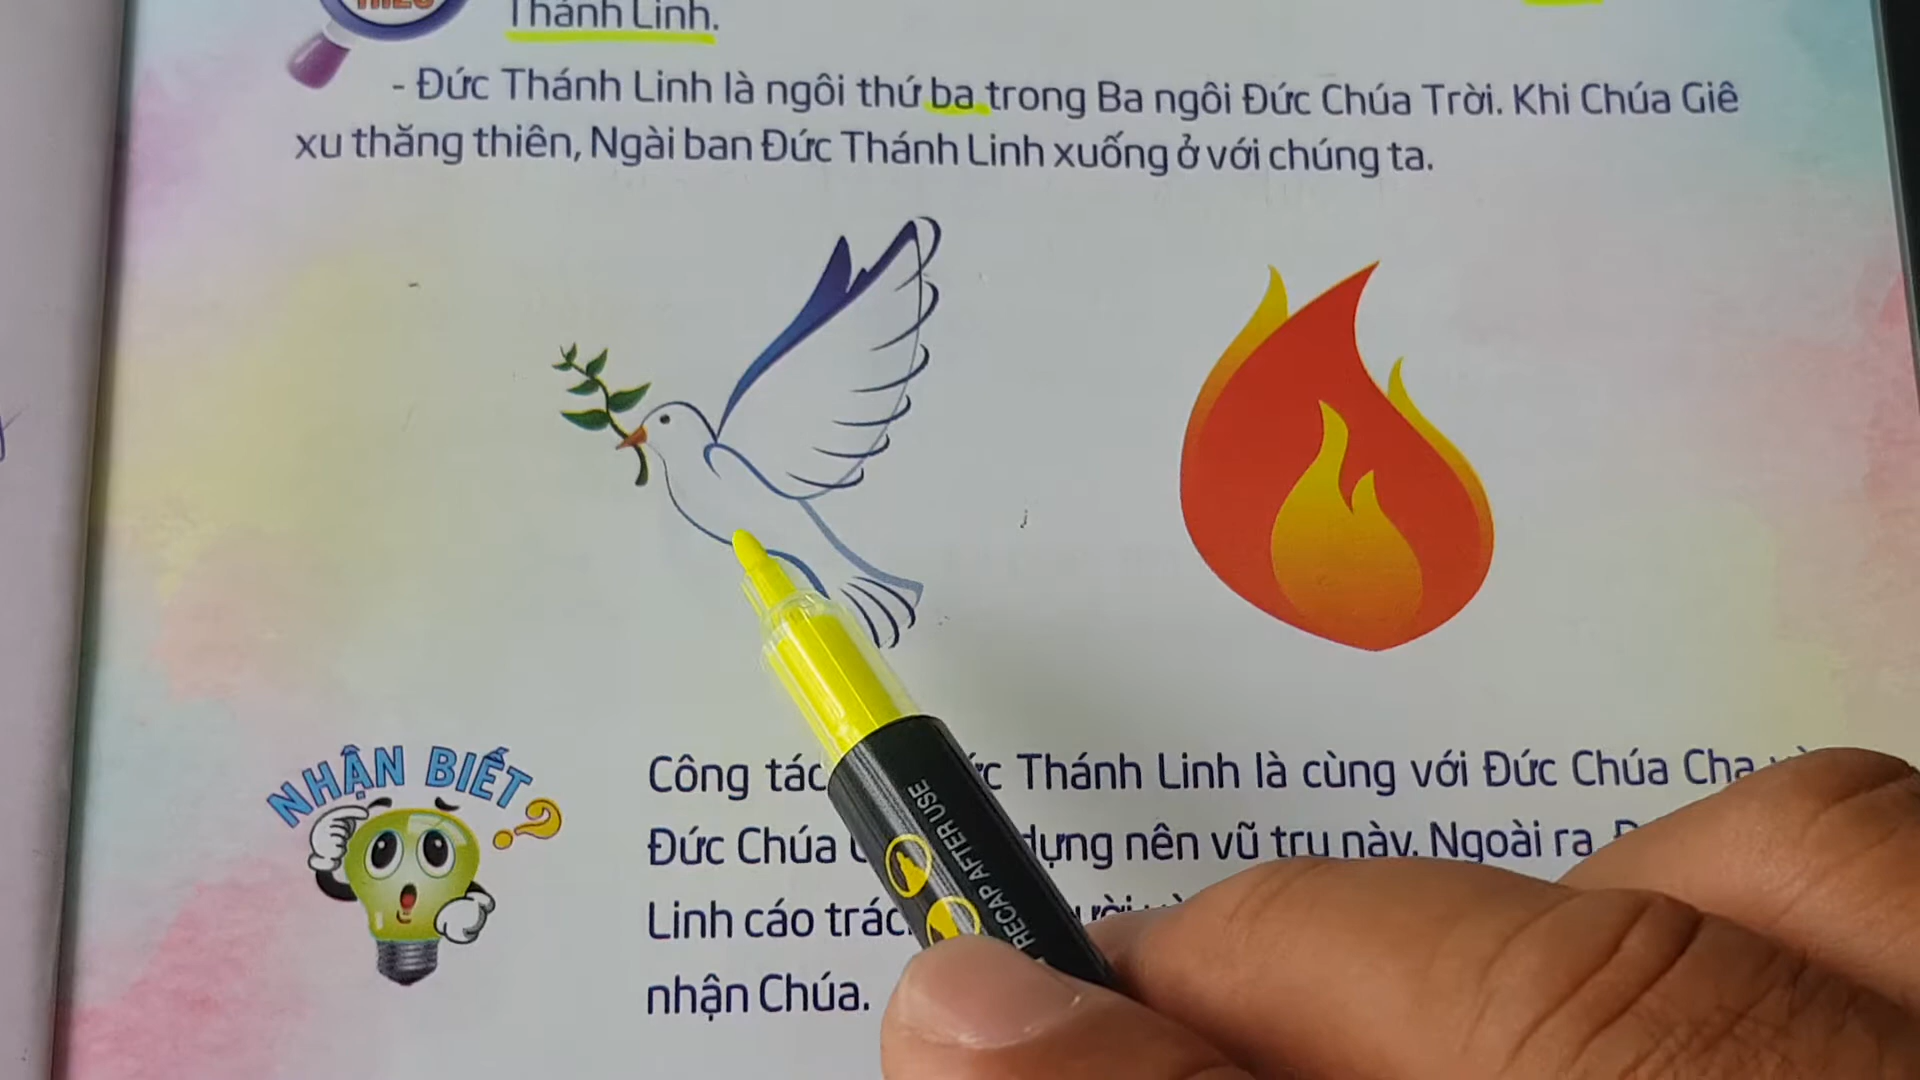 Thánh Linh.
- Đức Thánh Linh là ngôi thứ ba trong Ba ngôi Đức Chúa Trời. Khi Chúa Giê
xu thăng thiên, Ngài ban Đức Thánh Linh xuống ở với chúng ta.
NHẬN BIẾT?
Công tác Thánh Linh là cùng với Đức Chúa Cha
Đức Chúa dựng nên vũ trụ này. Ngoài ra,
Linh cáo
nhận Chúa.
RECAP AFTER USE